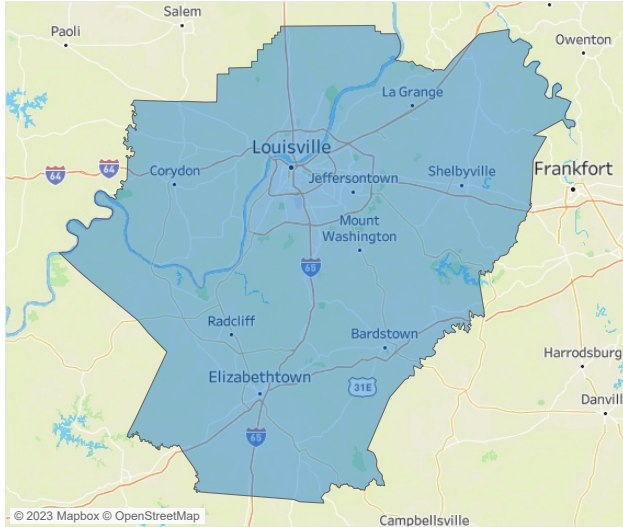 Salem
Paoli
Owenton
La Grange
Louisville
64
64
Corydon
Jeffersontown
Shelbyville
Frankfort
Mount
Washington
65
Radcliff
Bardstown
Harrodsburg
Elizabethtown
31E
Danvill
65
© 2023 Mapbox © OpenStreetMap
Campbellsville